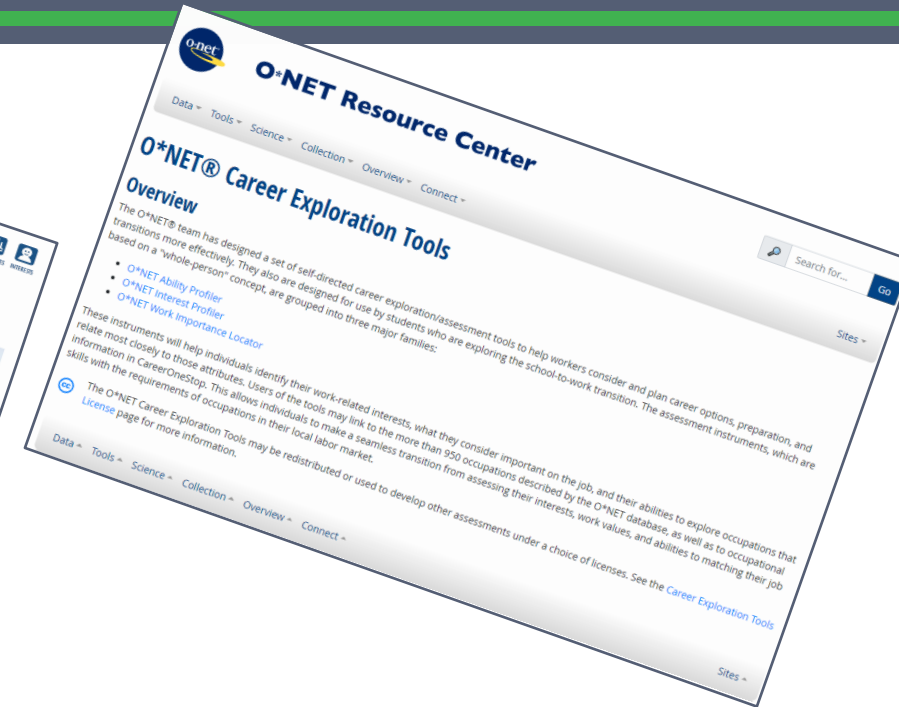 o·net
O*NET Resource Center
Data Tools Science Collection Overview Connect
Search for... Go
Sites
O*NET® Career Exploration Tools
Overview
The O*NET® team has designed a set of self-directed career exploration/assessment tools to help workers consider and plan career options, preparation, and
transitions more effectively. They also are designed for use by students who are exploring the school-to-work transition. The assessment instruments, which are
based on a "whole-person" concept, are grouped into three major families:
• O*NET Ability Profiler
• O*NET Interest Profiler
• O*NET Work Importance Locator
These instruments will help individuals identify their work-related interests, what they consider important on the job, and their abilities to explore occupations that
relate most closely to those attributes. Users of the tools may link to the more than 950 occupations described by the O*NET database, as well as to occupational
information in CareerOneStop. This allows individuals to make a seamless transition from assessing their interests, work values, and abilities to matching their job
skills with the requirements of occupations in their local labor market.
cc
The O*NET Career Exploration Tools may be redistributed or used to develop other assessments under a choice of licenses. See the Career Exploration Tools
License page for more information.
Data Tools Science Collection Overview Connect
Sites
INTERESTS